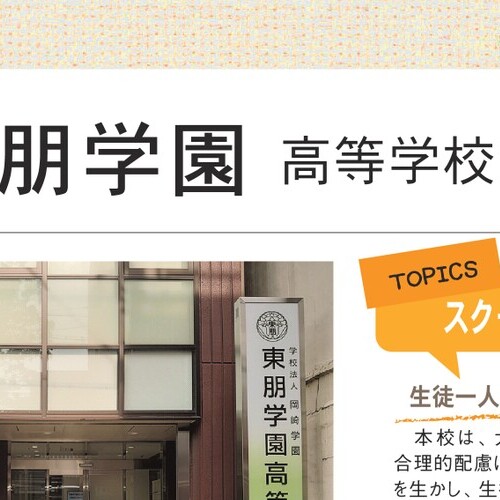 朋学園 高等学校
TOPICS
スク
生徒一人
本校は、
合理的配慮
を生かし、生
学校法人 岡崎学園
東朋学園高等